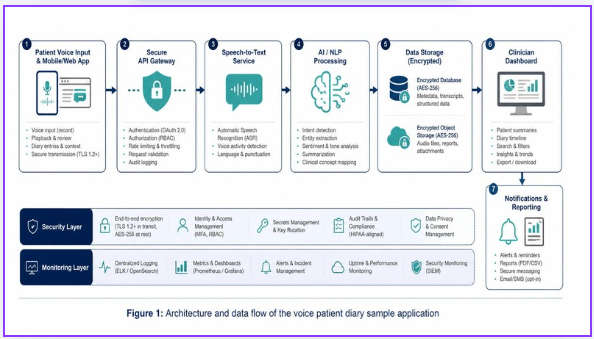 1
Patient Voice Input
& Mobile/Web App
• Voice input (record)
• Playback & review
• Diary entries & context
• Secure transmission (TLS 1.2+)
2
Secure
API Gateway
• Authentication (OAuth 2.0)
• Authorization (RBAC)
• Rate limiting & throttling
• Request validation
• Audit logging
3
Speech-to-Text
Service
• Automatic Speech
Recognition (ASR)
• Voice activity detection
• Language & punctuation
4
AI / NLP
Processing
• Intent detection
• Entity extraction
• Sentiment & tone analysis
• Summarization
• Clinical concept mapping
5
Data Storage
(Encrypted)
Encrypted Database
(AES-256)
Metadata, transcripts,
structured data
Encrypted Object
Storage (AES-256)
Audio files, reports,
attachments
6
Clinician
Dashboard
• Patient summaries
• Diary timeline
• Search & filters
• Insights & trends
• Export / download
7
Notifications &
Reporting
• Alerts & reminders
• Reports (PDF/CSV)
• Secure messaging
• Email/SMS (opt-in)
Security Layer
End-to-end encryption
(TLS 1.2+ in transit,
AES-256 at rest)
Identity & Access
Management
(MFA, RBAC)
Secrets Management
& Key Rotation
Audit Trails &
Compliance
(HIPAA-aligned)
Data Privacy
& Consent
Management
Monitoring Layer
Centralized Logging
(ELK / OpenSearch)
Metrics & Dashboards
(Prometheus / Grafana)
Alerts & Incident
Management
Uptime & Performance
Monitoring
Security Monitoring
(SIEM)
Figure 1: Architecture and data flow of the voice patient diary sample application